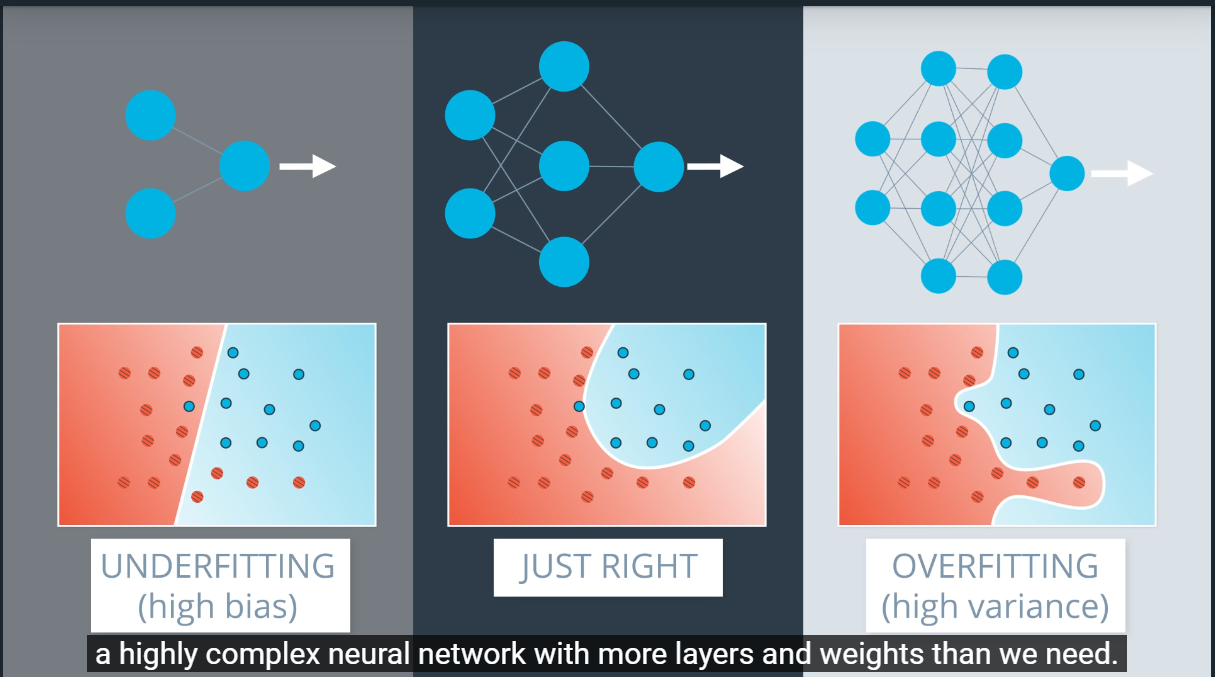 UNDERFITTING
(high bias)
JUST RIGHT
OVERFITTING
(high variance)
a highly complex neural network with more layers and weights than we need.